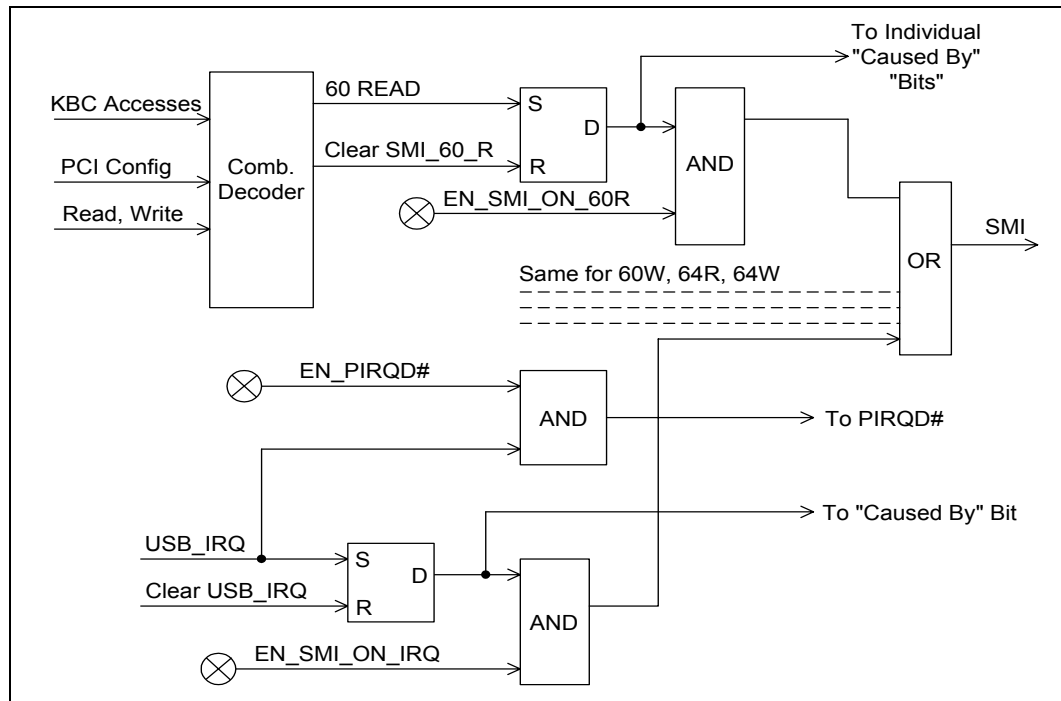 To Individual
"Caused By"
"Bits"
KBC Accesses
60 READ
S
D
PCI Config
Comb.
Decoder
Clear SMI_60_R
R
AND
Read, Write
EN_SMI_ON_60R
SMI
OR
Same for 60W, 64R, 64W
EN_PIRQD#
AND
To PIRQD#
To "Caused By" Bit
USB_IRQ
S
D
Clear USB_IRQ
R
AND
EN_SMI_ON_IRQ